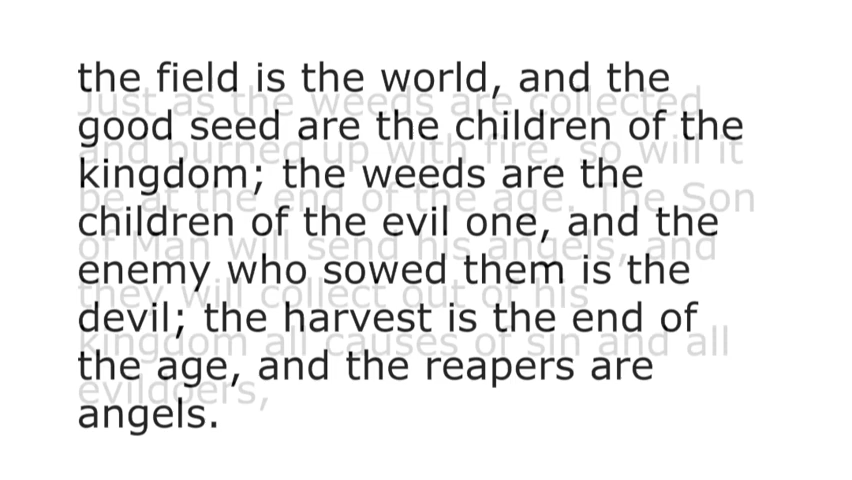 the field is the world, and the
Just as the weeds are collected
good seed are the children of the
and burned up with fire, so will it
kingdom; the weeds are the
be at the end of the age. The Son
children of the evil one, and the
of Man will send his angels, and
enemy who sowed them is the
they will collect out of his
devil; the harvest is the end of
kingdom all causes of sin and all
the age, and the reapers are
evildoers,
angels.